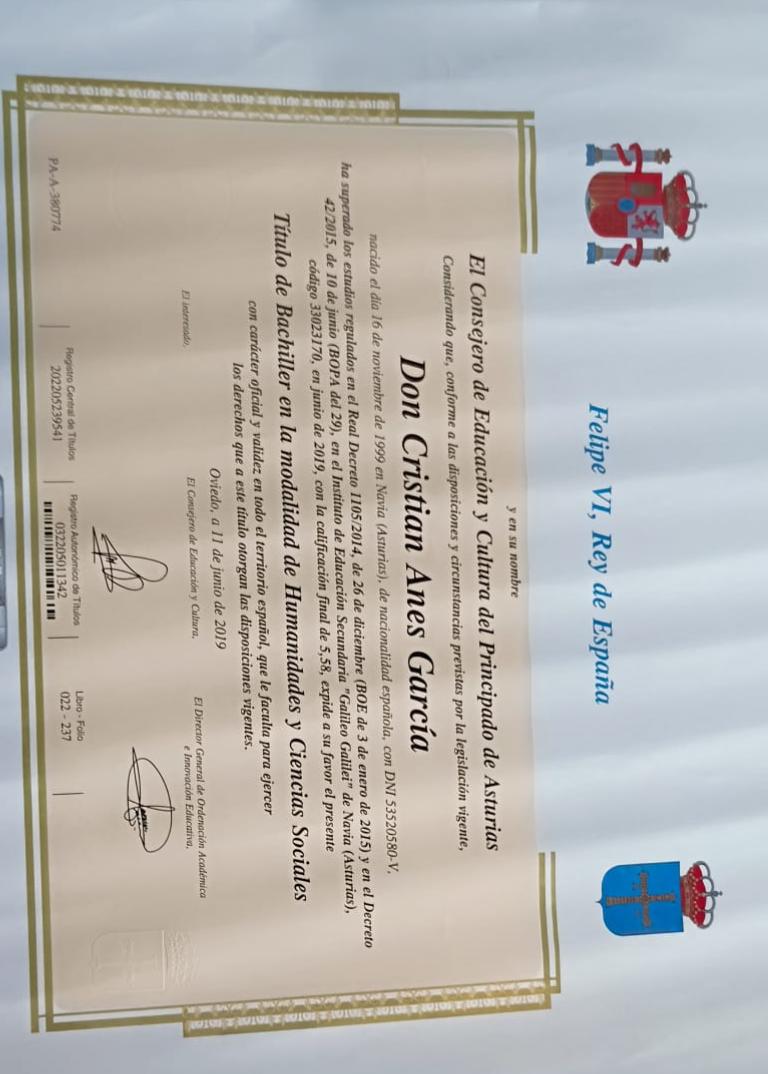 Felipe VI, Rey de España
y en su nombre
El Consejero de Educación y Cultura del Principado de Asturias
Considerando que, conforme a las disposiciones y circunstancias previstas por la legislación vigente,
Don Cristian Anes García
nacido el día 16 de noviembre de 1999 en Navia (Asturias), de nacionalidad española, con DNI 53520580-V,
ha superado los estudios regulados en el Real Decreto 1105/2014, de 26 de diciembre (BOE de 3 de enero de 2015) y en el Decreto
42/2015, de 10 de junio (BOPA del 29), en el Instituto de Educación Secundaria "Galileo Galilei" de Navia (Asturias),
código 33023170, en junio de 2019, con la calificación final de 5,58, expide a su favor el presente
Título de Bachiller en la modalidad de Humanidades y Ciencias Sociales
con carácter oficial y validez en todo el territorio español, que le faculta para ejercer
los derechos que a este título otorgan las disposiciones vigentes.
Oviedo, a 11 de junio de 2019
El interesado,
El Consejero de Educación y Cultura,
El Director General de Ordenación Académica
e Innovación Educativa,
PA-A-380774
Registro Central de Títulos
202205239541
Registro Autonómico de Títulos
032205011342
Libro - Folio
022 - 237